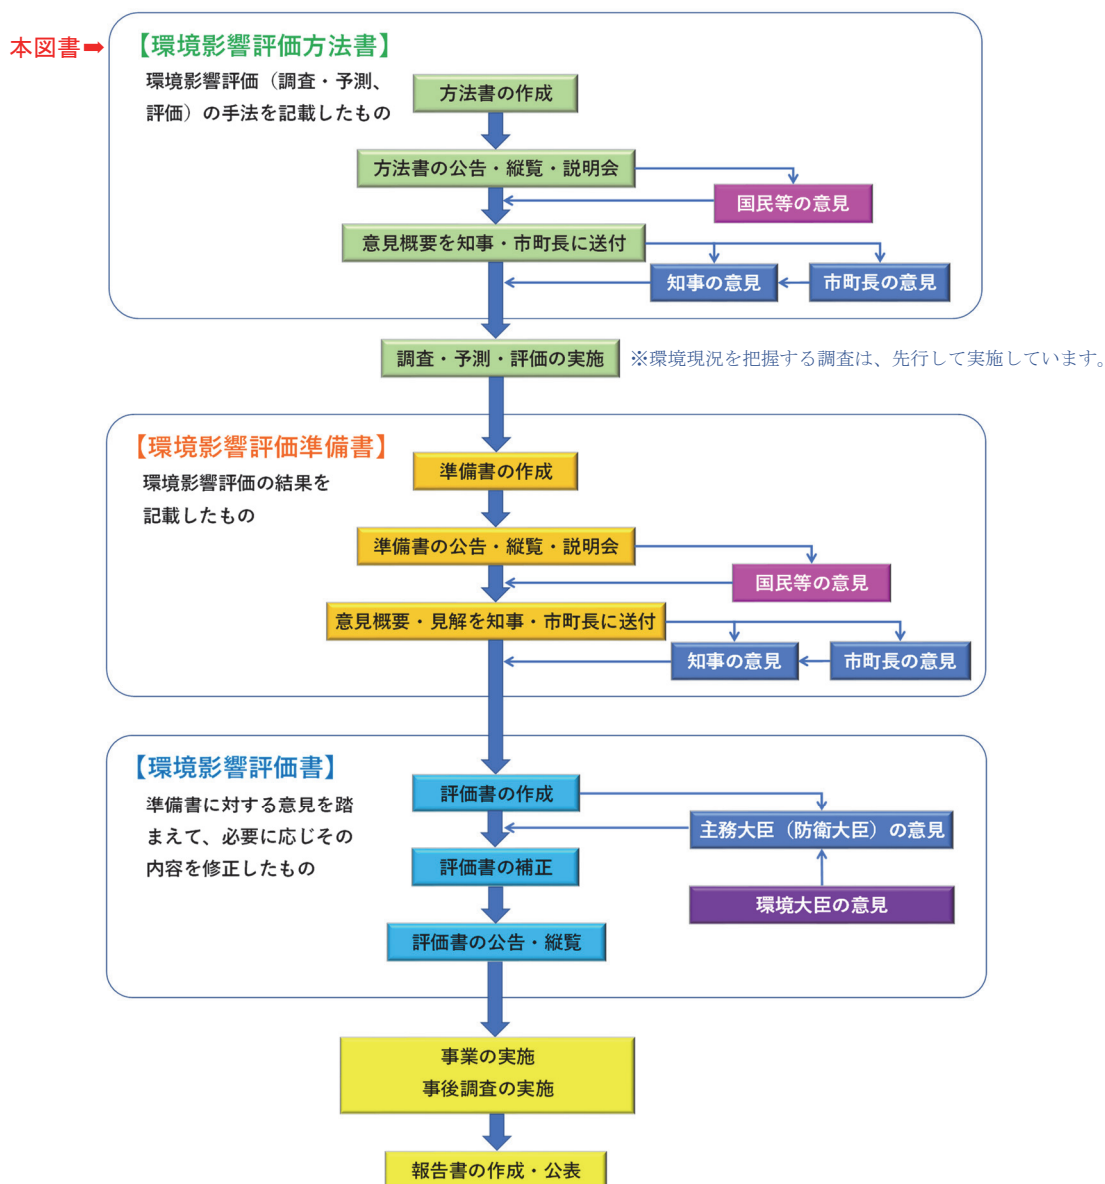 本図書➡
【環境影響評価方法書】
環境影響評価（調査・予測、
評価）の手法を記載したもの
方法書の作成
方法書の公告・縦覧・説明会
国民等の意見
意見概要を知事・市町長に送付
知事の意見
市町長の意見
調査・予測・評価の実施
※環境現況を把握する調査は、先行して実施しています。
【環境影響評価準備書】
環境影響評価の結果を
記載したもの
準備書の作成
準備書の公告・縦覧・説明会
国民等の意見
意見概要・見解を知事・市町長に送付
知事の意見
市町長の意見
【環境影響評価書】
準備書に対する意見を踏
まえて、必要に応じその
内容を修正したもの
評価書の作成
主務大臣（防衛大臣）の意見
評価書の補正
環境大臣の意見
評価書の公告・縦覧
事業の実施
事後調査の実施
報告書の作成・公表